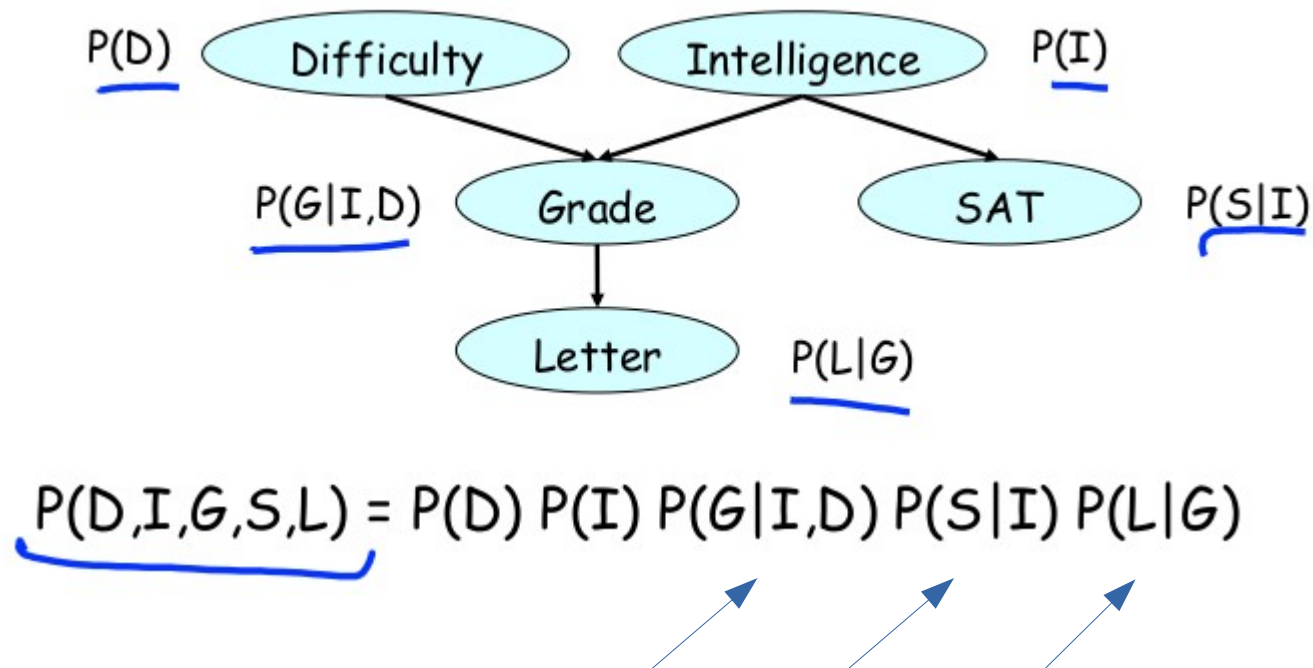 P(D) Difficulty Intelligence P(I)
P(G|I,D) Grade SAT P(S|I)
Letter P(L|G)
P(D,I,G,S,L) = P(D) P(I) P(G|I,D) P(S|I) P(L|G)